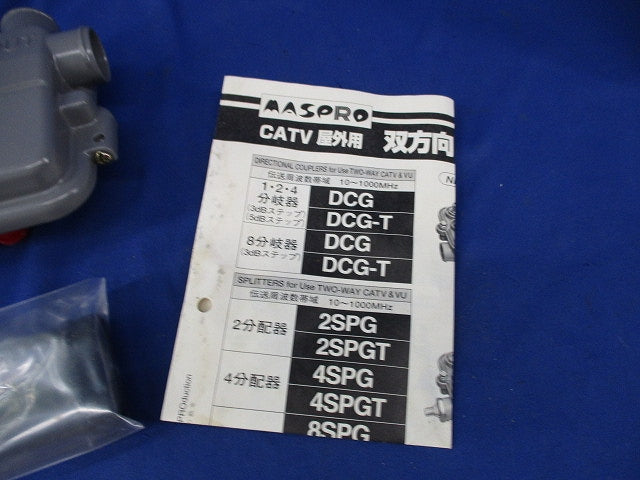 MASPRO
CATV 屋外用 双方向
DIRECTIONAL COUPLERS for Use TWO-WAY CATV & VU
伝送周波数帯域 10～1000MHz
1・2・4
分岐器
(3dBステップ)
(5dBステップ)
DCG
DCG-T
8分岐器
(3dBステップ)
DCG
DCG-T
SPLITTERS for Use TWO-WAY CATV & VU
伝送周波数帯域 10～1000MHz
2分配器
2SPG
2SPGT
4分配器
4SPG
4SPGT
8SPG
PROduction